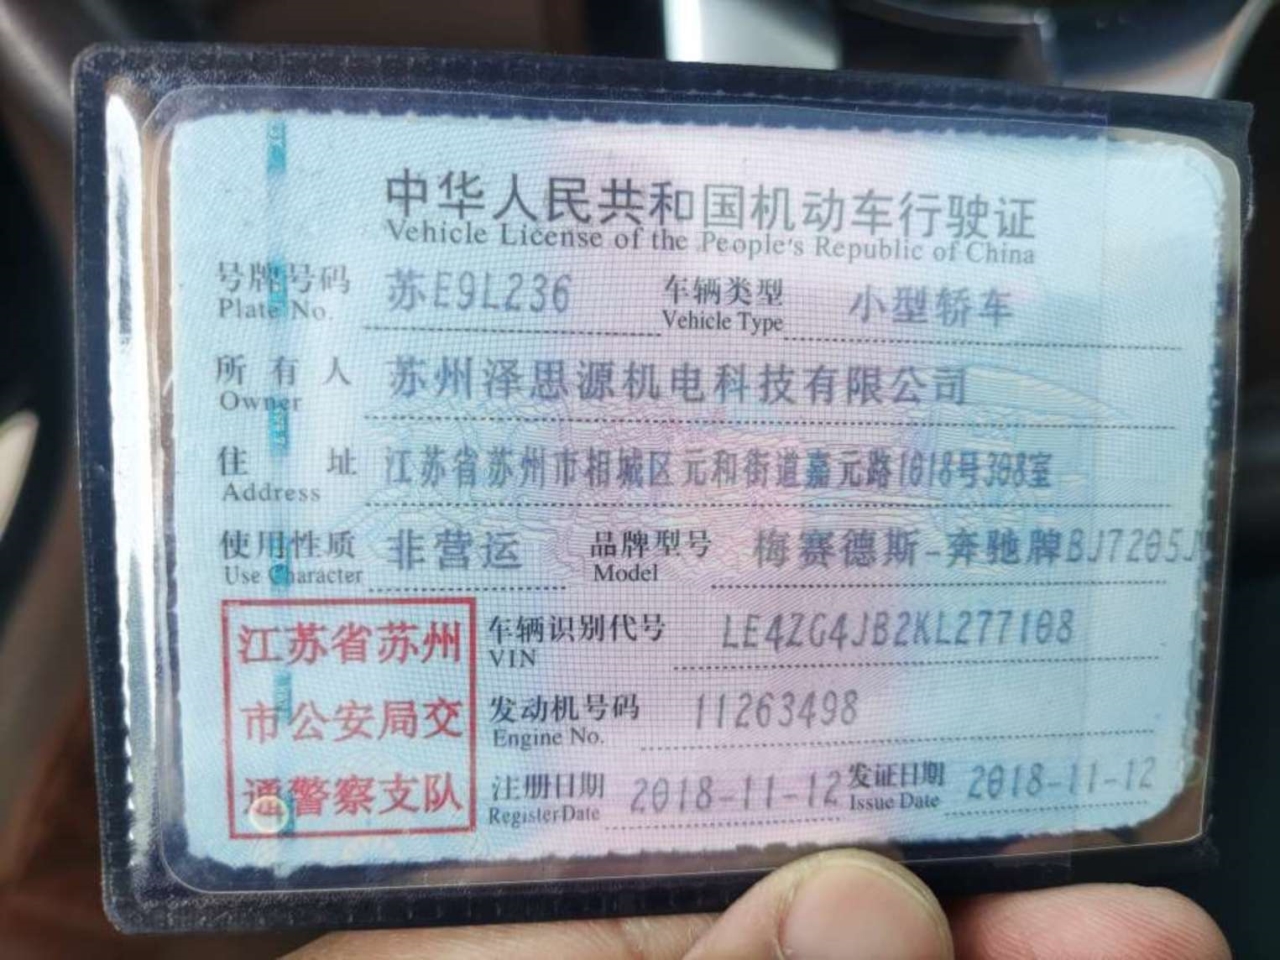 中华人民共和国机动车行驶证
Vehicle License of the People's Republic of China
号牌号码 苏E9L236 车辆类型 小型轿车
Plate No. Vehicle Type
所有人 苏州泽思源机电科技有限公司
Owner
住址 江苏省苏州市相城区元和街道嘉元路1018号308室
Address
使用性质 非营运 品牌型号 梅赛德斯-奔驰牌BJ7205J
Use Character Model
江苏省苏州
市公安局交
通警察支队
车辆识别代号 LE4ZG4JB2KL277108
VIN
发动机号码 11263498
Engine No.
注册日期 2018-11-12 发证日期 2018-11-12
Register Date Issue Date